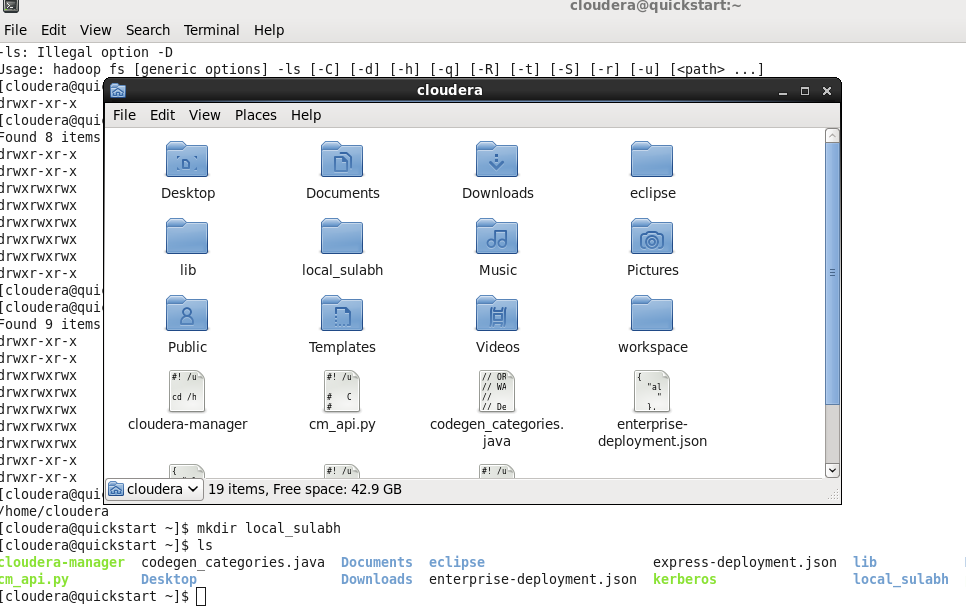 cloudera@quickstart:~
File Edit View Search Terminal Help
-ls: Illegal option -D
Usage: hadoop fs [generic options] -ls [-C] [-d] [-h] [-q] [-R] [-t] [-S] [-r] [-u] [<path> ...]
[cloudera@qui
drwxr-xr-x
[cloudera@qui
Found 8 items
drwxr-xr-x
drwxr-xr-x
drwxrwxrwx
drwxrwxrwx
drwxrwxrwx
drwxrwxrwx
drwxrwxrwx
drwxr-xr-x
[cloudera@qui
[cloudera@qui
Found 9 items
drwxr-xr-x
drwxr-xr-x
drwxrwxrwx
drwxrwxrwx
drwxrwxrwx
drwxrwxrwx
drwxrwxrwx
drwxr-xr-x
drwxr-xr-x
[cloudera@qui
/home/cloudera
[cloudera@quickstart ~]$ mkdir local_sulabh
[cloudera@quickstart ~]$ ls
cloudera-manager codegen_categories.java Documents eclipse express-deployment.json lib
cm_api.py Desktop Downloads enterprise-deployment.json kerberos local_sulabh
[cloudera@quickstart ~]$
cloudera
File Edit View Places Help
Desktop Documents Downloads eclipse
lib local_sulabh Music Pictures
Public Templates Videos workspace
#! /u #! /u // OR {
cd /h # C // WA "al
# // "
// De },
cloudera-manager cm_api.py codegen_categories. enterprise-
java deployment.json
{ #! /u #! /u
cloudera 19 items, Free space: 42.9 GB